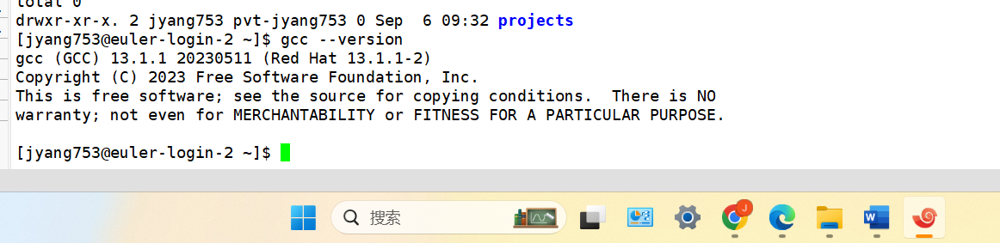 total 0
drwxr-xr-x. 2 jyang753 pvt-jyang753 0 Sep  6 09:32 projects
[jyang753@euler-login-2 ~]$ gcc --version
gcc (GCC) 13.1.1 20230511 (Red Hat 13.1.1-2)
Copyright (C) 2023 Free Software Foundation, Inc.
This is free software; see the source for copying conditions.  There is NO
warranty; not even for MERCHANTABILITY or FITNESS FOR A PARTICULAR PURPOSE.
[jyang753@euler-login-2 ~]$
搜索
J
W